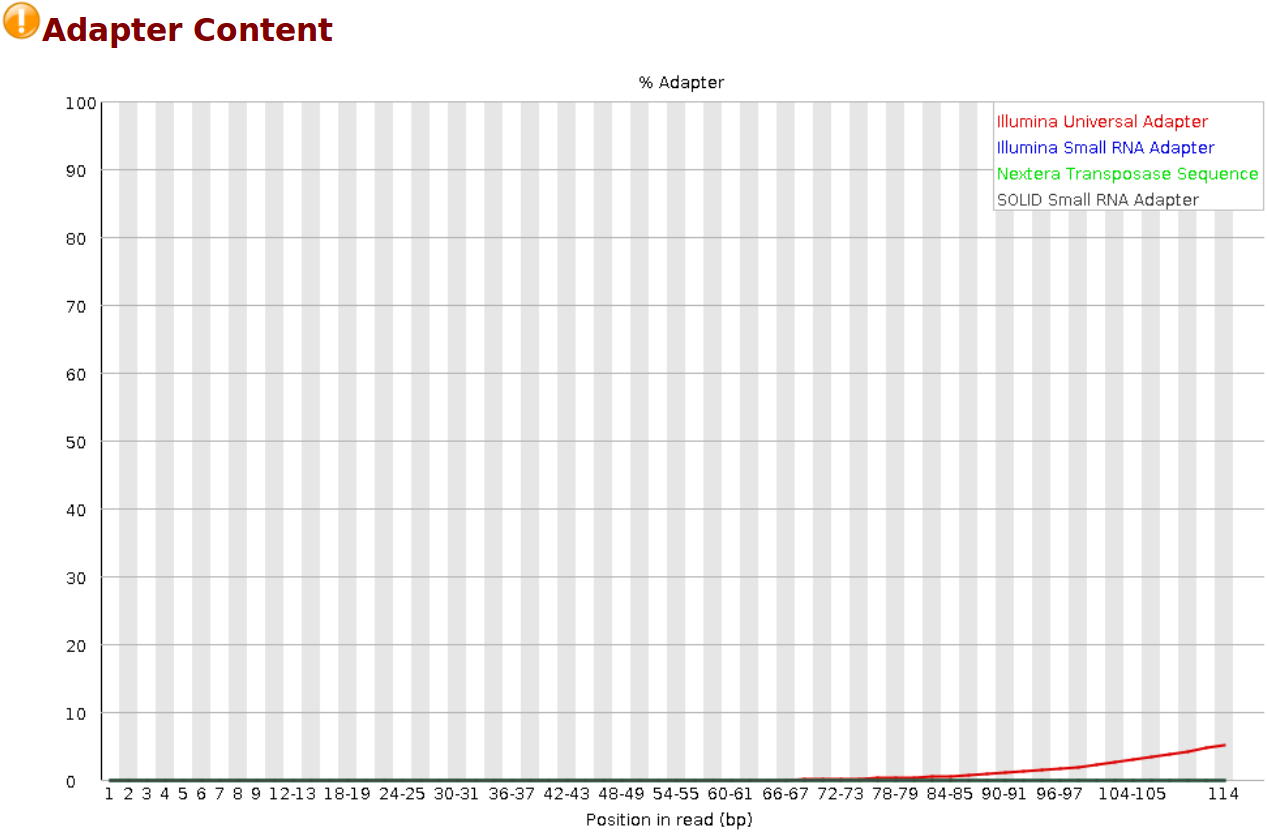 Adapter Content
% Adapter
100
Illumina Universal Adapter
Illumina Small RNA Adapter
Nextera Transposase Sequence
SOLID Small RNA Adapter
90
80
70
60
50
40
30
20
10
0
1 2 3 4 5 6 7 8 9 12-13 18-19 24-25 30-31 36-37 42-43 48-49 54-55 60-61 66-67 72-73 78-79 84-85 90-91 96-97 104-105 114
Position in read (bp)